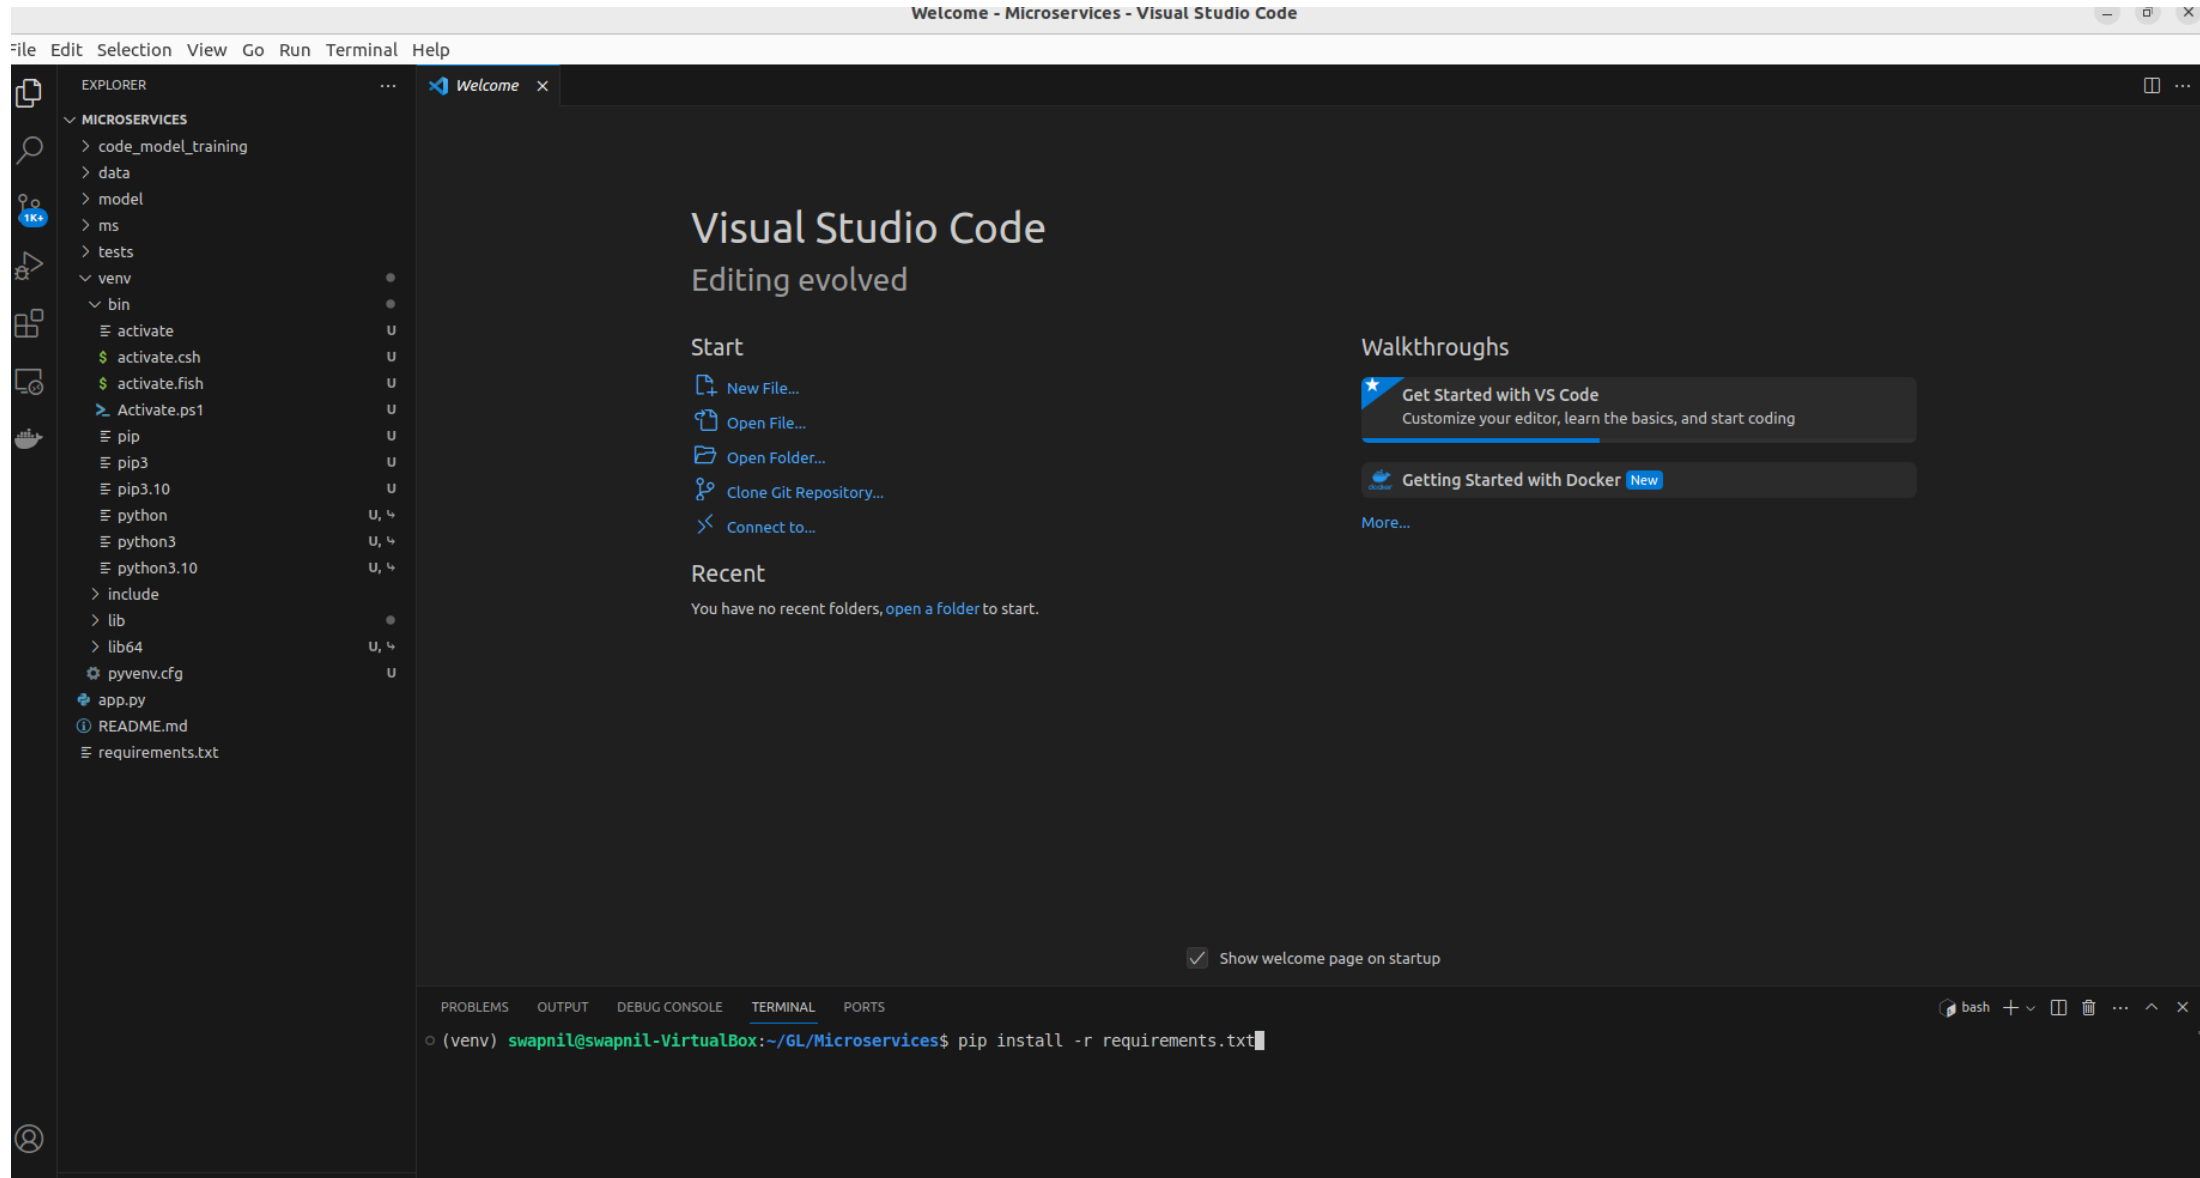 Welcome - Microservices - Visual Studio Code
File Edit Selection View Go Run Terminal Help
EXPLORER
Welcome
MICROSERVICES
code_model_training
data
model
ms
tests
venv
bin
activate U
activate.csh U
activate.fish U
Activate.ps1 U
pip U
pip3 U
pip3.10 U
python U,
python3 U,
python3.10 U,
include
lib
lib64 U,
pyvenv.cfg U
app.py
README.md
requirements.txt
1K+
Visual Studio Code
Editing evolved
Start
New File...
Open File...
Open Folder...
Clone Git Repository...
Connect to...
Recent
You have no recent folders, open a folder to start.
Walkthroughs
Get Started with VS Code
Customize your editor, learn the basics, and start coding
Getting Started with Docker New
More...
Show welcome page on startup
PROBLEMS OUTPUT DEBUG CONSOLE TERMINAL PORTS
bash
(venv) swapnil@swapnil-VirtualBox:~/GL/Microservices$ pip install -r requirements.txt